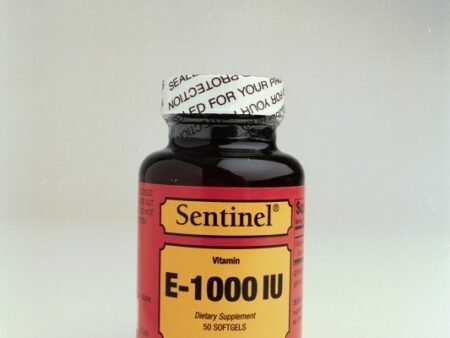 SEALED FOR YOUR PROTECTION
Sentinel®
Vitamin
E-1000 IU
Dietary Supplement
50 SOFTGELS